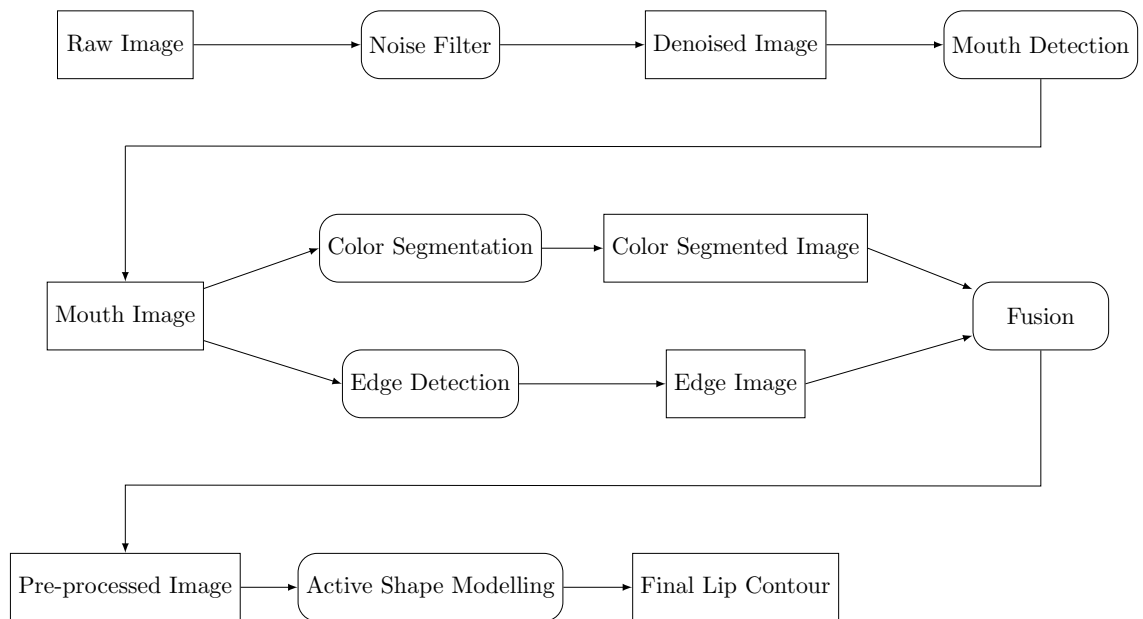 Raw Image
Noise Filter
Denoised Image
Mouth Detection
Color Segmentation
Color Segmented Image
Mouth Image
Fusion
Edge Detection
Edge Image
Pre-processed Image
Active Shape Modelling
Final Lip Contour